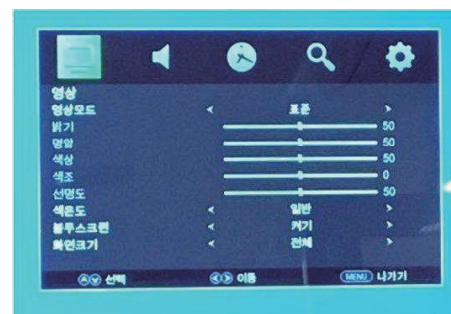 영상
영상모드 표준
밝기 50
명암 50
색상 50
색조 0
선명도 50
색온도 일반
블루스크린 켜기
화면크기 전체
선택 이동 MENU 나가기